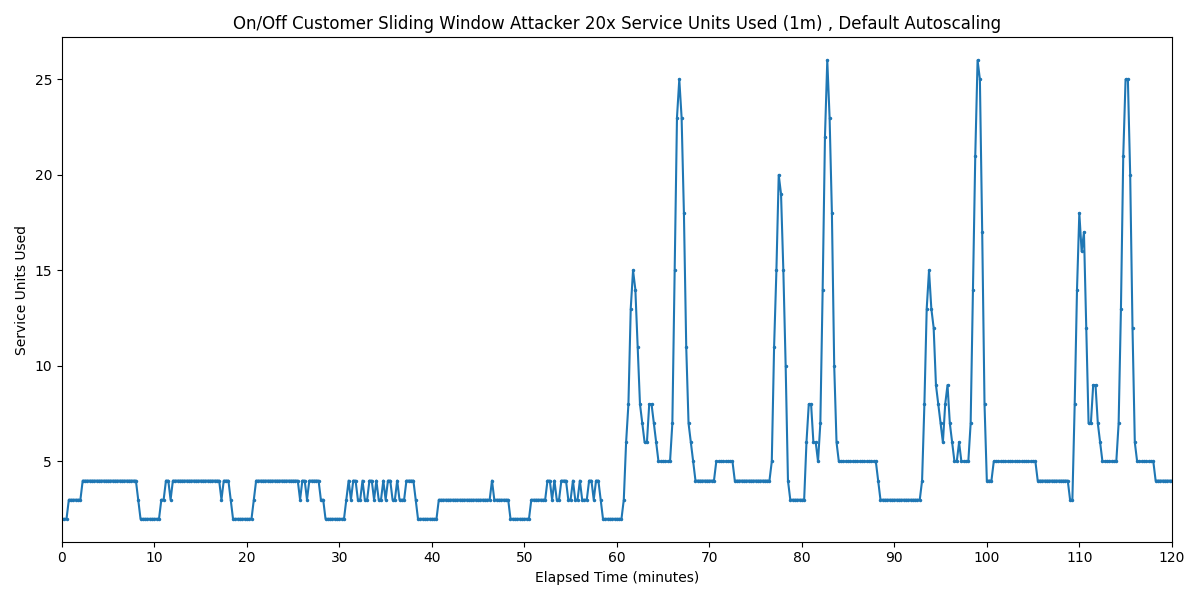 On/Off Customer Sliding Window Attacker 20x Service Units Used (1m) , Default Autoscaling
Service Units Used
25
20
15
10
5
0 10 20 30 40 50 60 70 80 90 100 110 120
Elapsed Time (minutes)